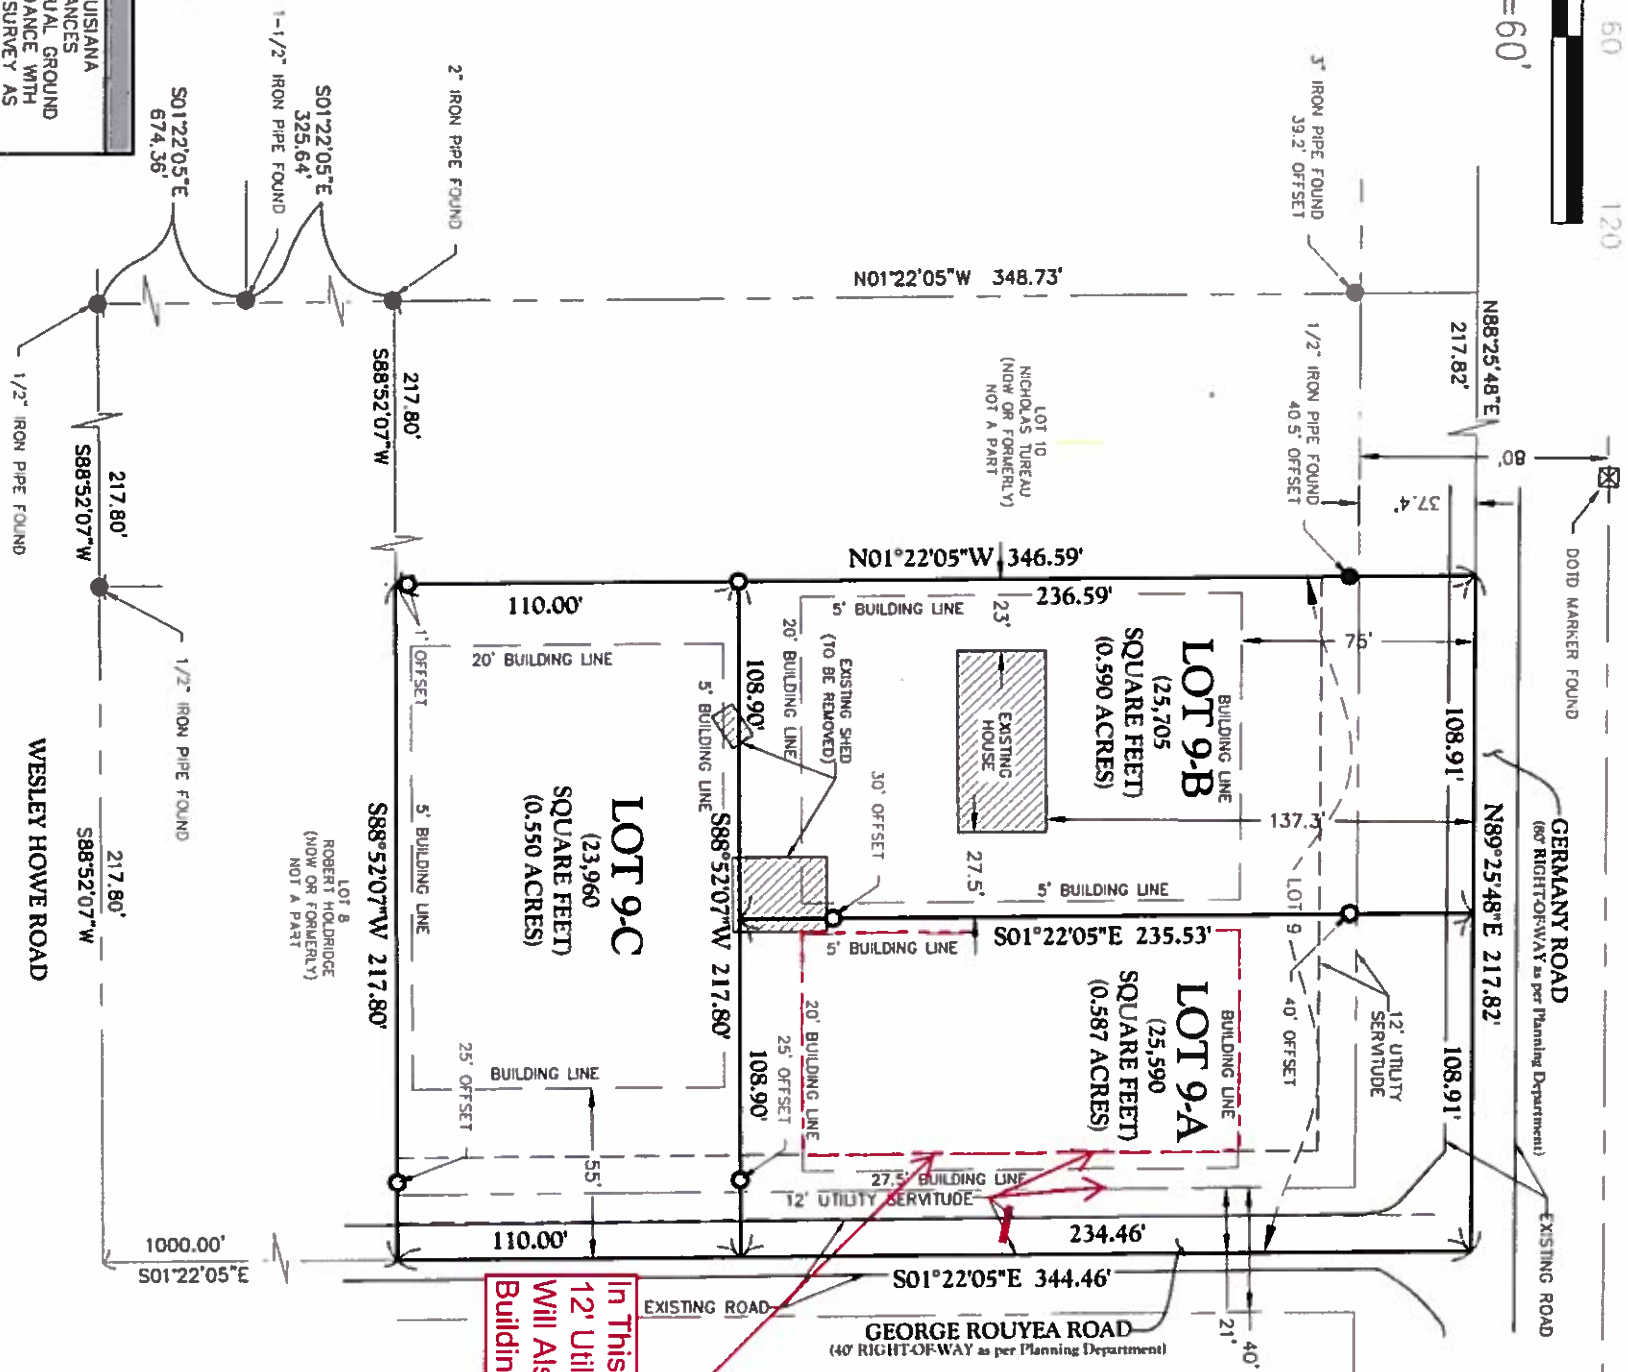 60
120
=60'
UISIANA
ANCES
UAL GROUND
DANCE WITH
SURVEY AS
2" IRON PIPE FOUND
1-1/2" IRON PIPE FOUND
S01°22'05"E
325.64'
S01°22'05"E
674.36'
3" IRON PIPE FOUND
39.2' OFFSET
N01°22'05"W 348.73'
N88°25'48"E
217.82'
1/2" IRON PIPE FOUND
40.5' OFFSET
80'
37.4'
DOTD MARKER FOUND
LOT 10
NICHOLAS TUREAU
(NOW OR FORMERLY)
NOT A PART
217.80'
S88°52'07"W
1/2" IRON PIPE FOUND
217.80'
S88°52'07"W
1/2" IRON PIPE FOUND
N01°22'05"W 346.59'
110.00'
236.59'
5' BUILDING LINE
23'
1' OFFSET
20' BUILDING LINE
5' BUILDING LINE
5' BUILDING LINE
108.90'
20' BUILDING LINE
EXISTING SHED
(TO BE REMOVED)
LOT 9-B
(25,705
SQUARE FEET)
(0.590 ACRES)
BUILDING LINE
75'
108.91'
EXISTING
HOUSE
137.3'
27.5'
30' OFFSET
5' BUILDING LINE
GERMANY ROAD
(80' RIGHT-OF-WAY as per Planning Department)
N89°25'48"E 217.82'
LOT 9
LOT 9-C
(23,960
SQUARE FEET)
(0.550 ACRES)
S88°52'07"W 217.80'
S88°52'07"W 217.80'
LOT 8
ROBERT HOLDRIDGE
(NOW OR FORMERLY)
NOT A PART
WESLEY HOWE ROAD
217.80'
S88°52'07"W
5' BUILDING LINE
S01°22'05"E 235.53'
LOT 9-A
(25,590
SQUARE FEET)
(0.587 ACRES)
BUILDING LINE
40' OFFSET
12' UTILITY
SERVITUDE
108.91'
20' BUILDING LINE
25' OFFSET
108.90'
BUILDING LINE
25' OFFSET
55'
27.5' BUILDING LINE
12' UTILITY SERVITUDE
EXISTING ROAD
110.00'
234.46'
1000.00'
S01°22'05"E
S01°22'05"E 344.46'
EXISTING ROAD
GEORGE ROUYEA ROAD
(40' RIGHT-OF-WAY as per Planning Department)
21'
40'
In This
12' Util
Will Als
Buildin